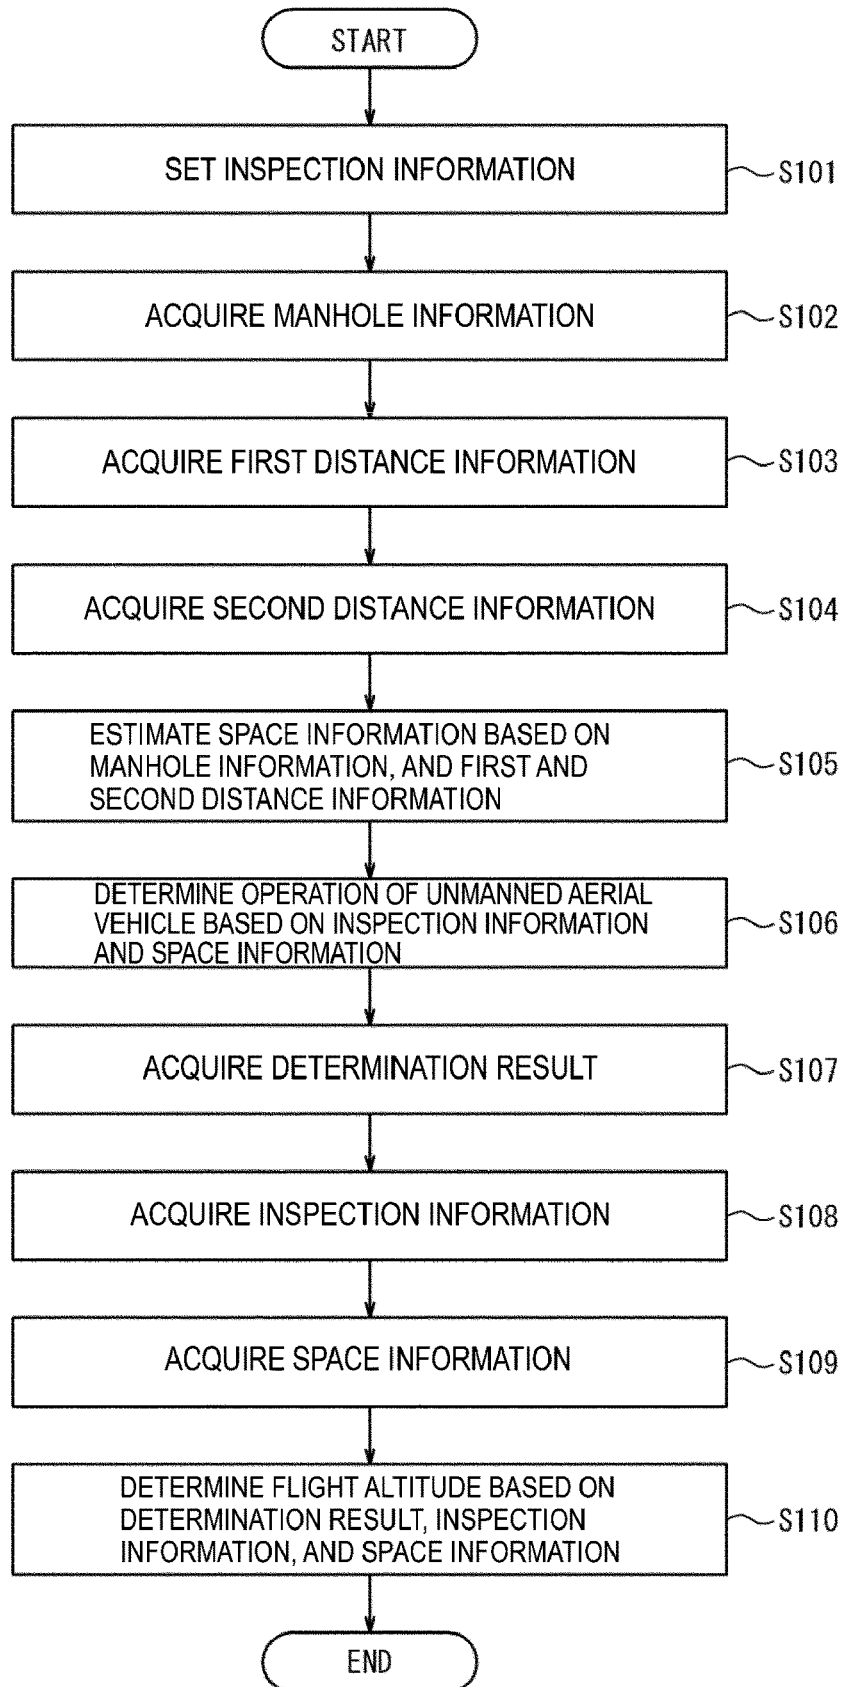 START
SET INSPECTION INFORMATION
S101
ACQUIRE MANHOLE INFORMATION
S102
ACQUIRE FIRST DISTANCE INFORMATION
S103
ACQUIRE SECOND DISTANCE INFORMATION
S104
ESTIMATE SPACE INFORMATION BASED ON
MANHOLE INFORMATION, AND FIRST AND
SECOND DISTANCE INFORMATION
S105
DETERMINE OPERATION OF UNMANNED AERIAL
VEHICLE BASED ON INSPECTION INFORMATION
AND SPACE INFORMATION
S106
ACQUIRE DETERMINATION RESULT
S107
ACQUIRE INSPECTION INFORMATION
S108
ACQUIRE SPACE INFORMATION
S109
DETERMINE FLIGHT ALTITUDE BASED ON
DETERMINATION RESULT, INSPECTION
INFORMATION, AND SPACE INFORMATION
S110
END